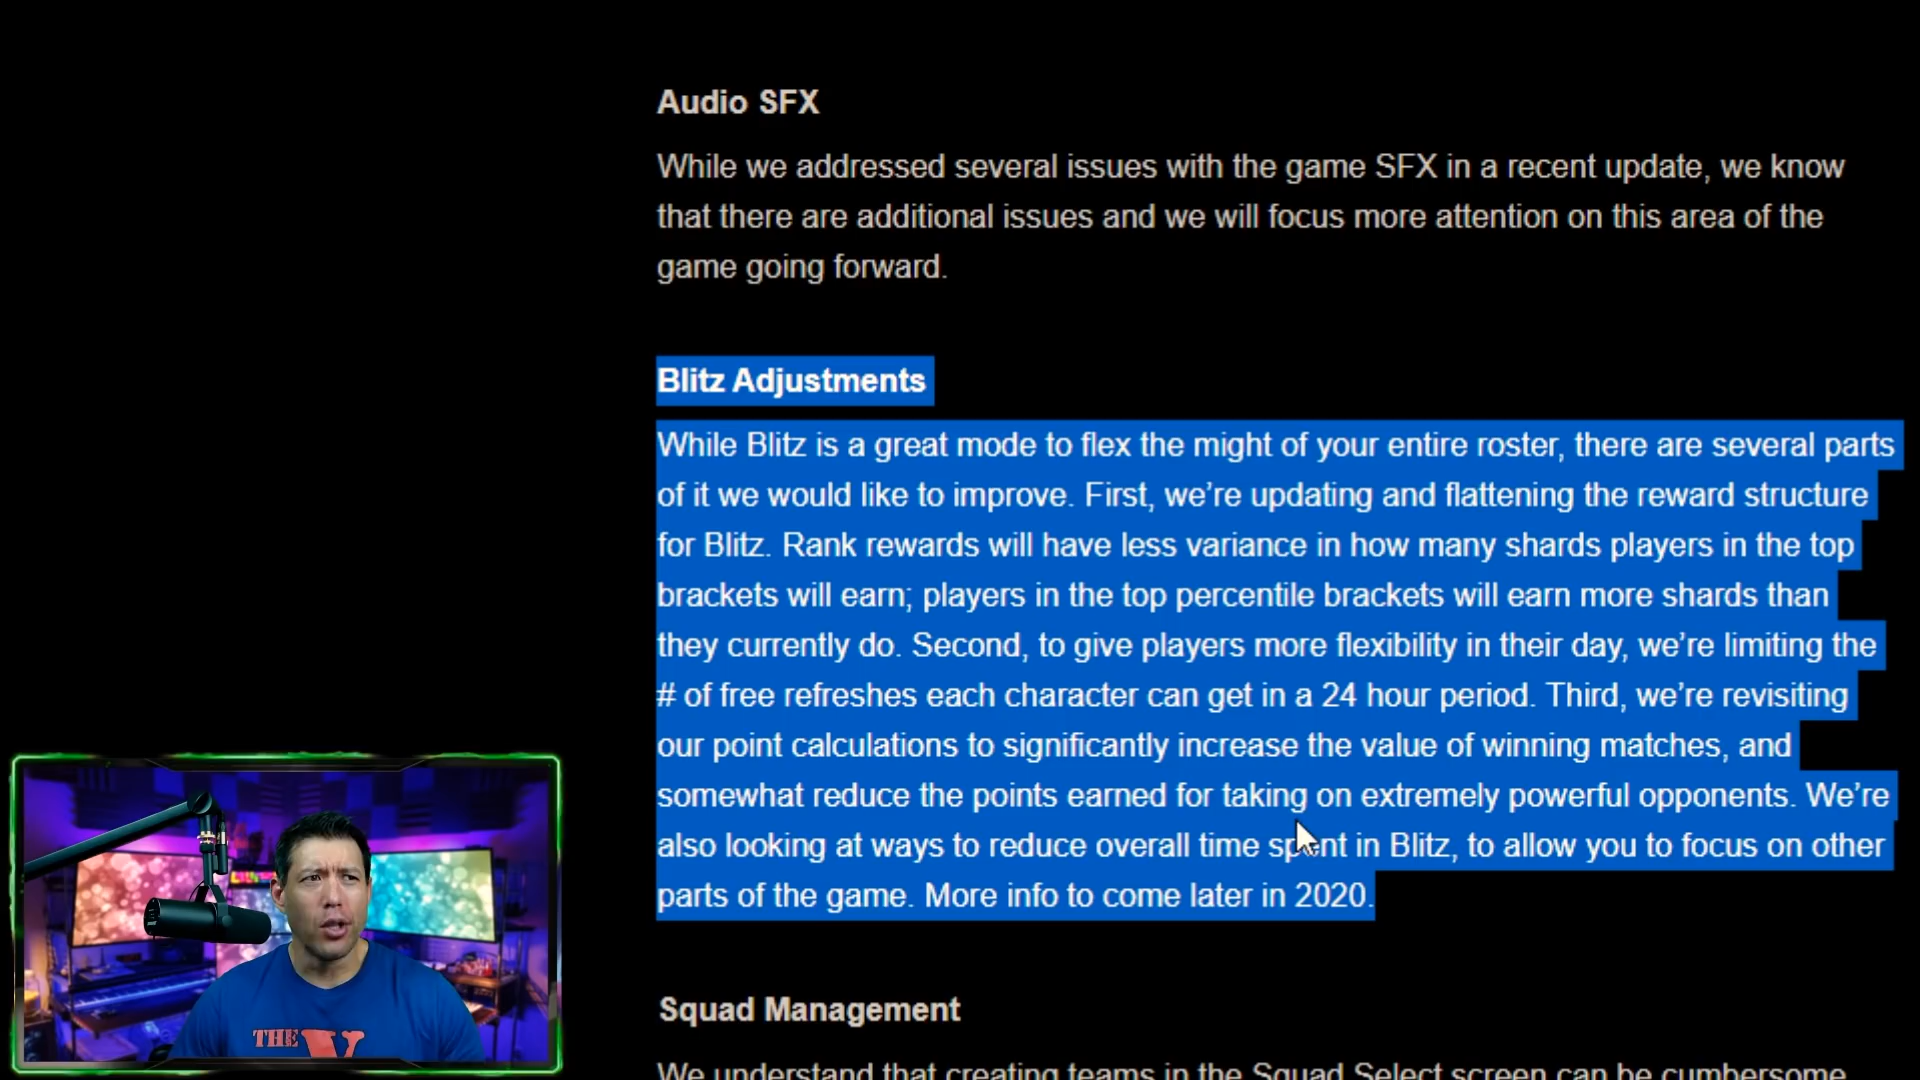 Audio SFX
While we addressed several issues with the game SFX in a recent update, we know
that there are additional issues and we will focus more attention on this area of the
game going forward.
Blitz Adjustments
While Blitz is a great mode to flex the might of your entire roster, there are several parts
of it we would like to improve. First, we’re updating and flattening the reward structure
for Blitz. Rank rewards will have less variance in how many shards players in the top
brackets will earn; players in the top percentile brackets will earn more shards than
they currently do. Second, to give players more flexibility in their day, we’re limiting the
# of free refreshes each character can get in a 24 hour period. Third, we’re revisiting
our point calculations to significantly increase the value of winning matches, and
somewhat reduce the points earned for taking on extremely powerful opponents. We’re
also looking at ways to reduce overall time spent in Blitz, to allow you to focus on other
parts of the game. More info to come later in 2020.
Squad Management
We understand that creating teams in the Squad Select screen can be cumbersome
THE V